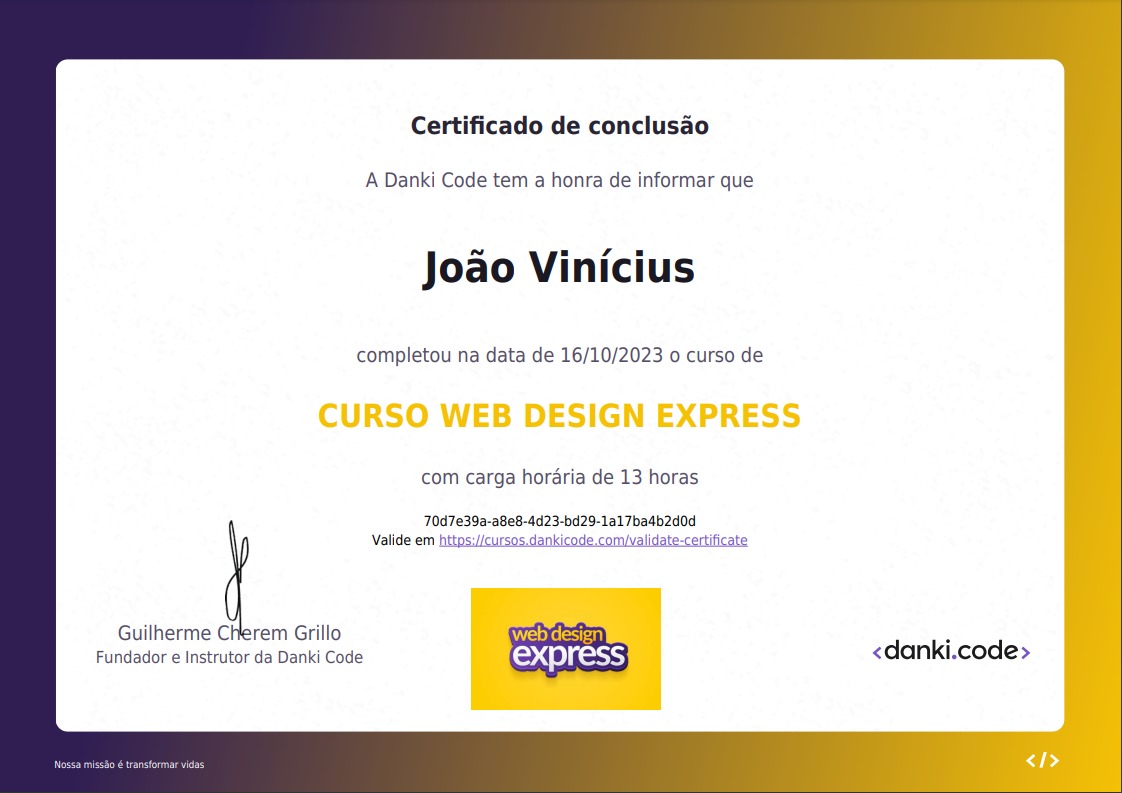 Certificado de conclusão
A Danki Code tem a honra de informar que
João Vinícius
completou na data de 16/10/2023 o curso de
CURSO WEB DESIGN EXPRESS
com carga horária de 13 horas
70d7e39a-a8e8-4d23-bd29-1a17ba4b2d0d
Valide em https://cursos.dankicode.com/validate-certificate
Guilherme Cherem Grillo
Fundador e Instrutor da Danki Code
web design
express
<danki.code>
Nossa missão é transformar vidas
</>